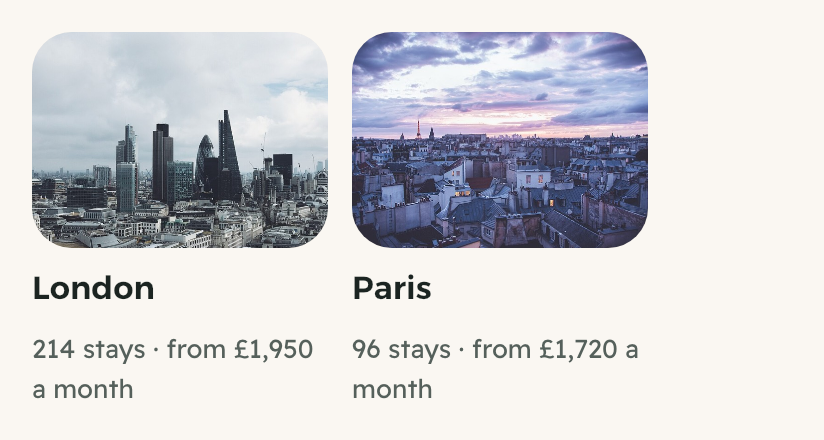 London
214 stays · from £1,950
a month
Paris
96 stays · from £1,720 a
month